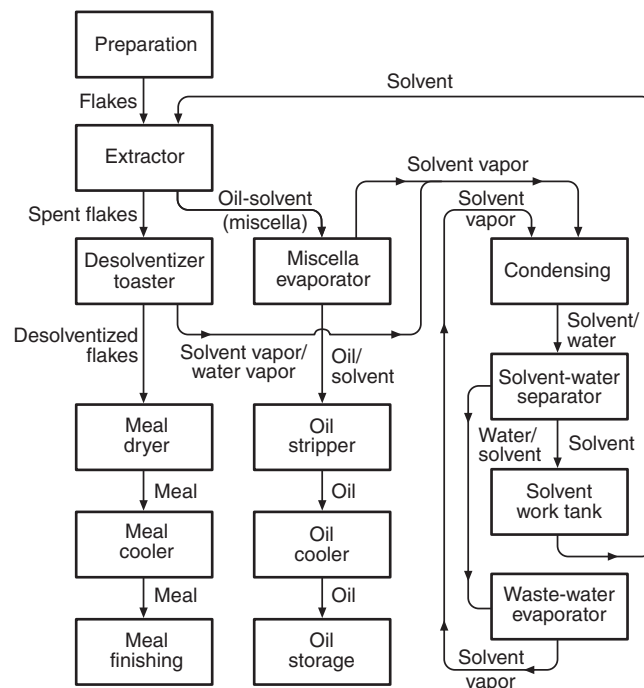 Preparation
Solvent
Flakes
Extractor
Solvent vapor
Oil-solvent
(miscella)
Solvent
vapor
Spent flakes
Desolventizer
toaster
Miscella
evaporator
Condensing
Desolventized
flakes
Solvent vapor/
water vapor
Oil/
solvent
Solvent/
water
Solvent-water
separator
Meal
dryer
Oil
stripper
Water/
solvent
Solvent
Meal
Oil
Solvent
work tank
Meal
cooler
Oil
cooler
Meal
Oil
Waste-water
evaporator
Meal
finishing
Oil
storage
Solvent
vapor